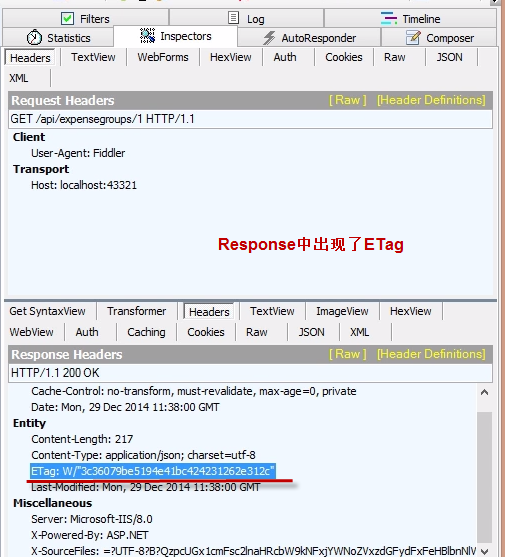 Filters Log Timeline
Statistics Inspectors AutoResponder Composer
Headers TextView WebForms HexView Auth Cookies Raw JSON
XML
Request Headers [ Raw ] [Header Definitions]
GET /api/expensegroups/1 HTTP/1.1
Client
User-Agent: Fiddler
Transport
Host: localhost:43321
Response中出现了ETag
Get SyntaxView Transformer Headers TextView ImageView HexView
WebView Auth Caching Cookies Raw JSON XML
Response Headers [ Raw ] [Header Definitions]
HTTP/1.1 200 OK
Cache-Control: no-transform, must-revalidate, max-age=0, private
Date: Mon, 29 Dec 2014 11:38:00 GMT
Entity
Content-Length: 217
Content-Type: application/json; charset=utf-8
ETag: W/"3c36079be5194e41bc424231262e312c"
Last-Modified: Mon, 29 Dec 2014 11:38:00 GMT
Miscellaneous
Server: Microsoft-IIS/8.0
X-Powered-By: ASP.NET
X-SourceFiles: =?UTF-8?B?QzpcUGx1cmFsc2lnaHRcbW9kNFxjYWNoZVxzdGFydFxFeHBlbnNlV